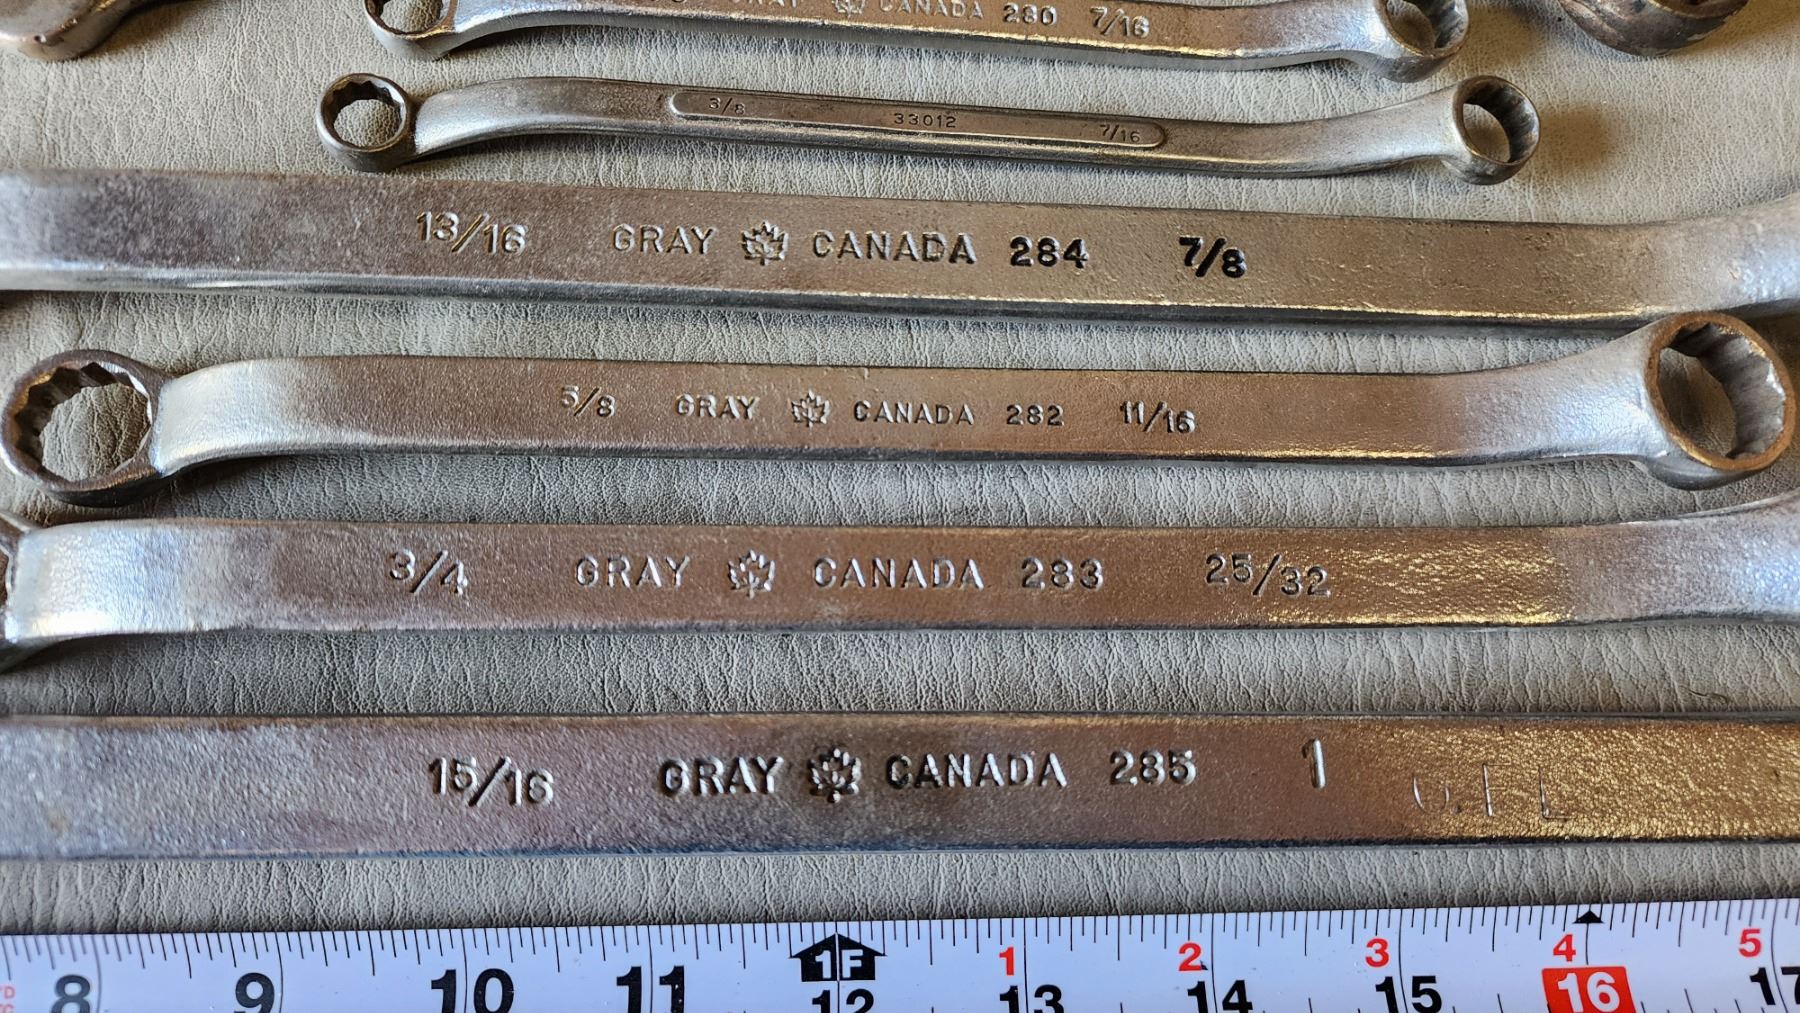 GRAY CANADA 280 7/16
3/8 33012 7/16
13/16 GRAY CANADA 284 7/8
5/8 GRAY CANADA 282 11/16
3/4 GRAY CANADA 283 25/32
15/16 GRAY CANADA 285 1
1F 1 2 3 4 5
8 9 10 11 12 13 14 15 16 17